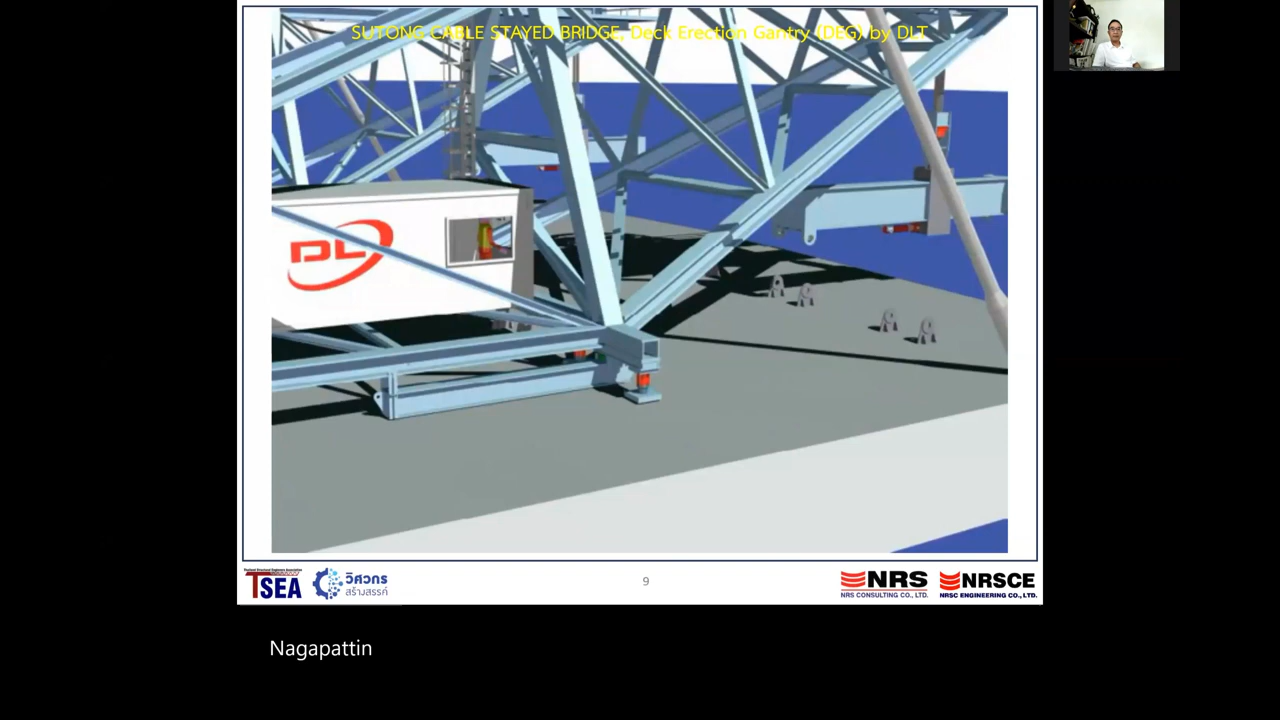 SUTONG CABLE STAYED BRIDGE, Deck Erection Gantry (DEG) by DLT
DL
TSEA
วิศวกร
สร้างสรรค์
9
NRS
NRS CONSULTING CO., LTD.
NRSCE
NRSC ENGINEERING CO., LTD.
Nagapattin